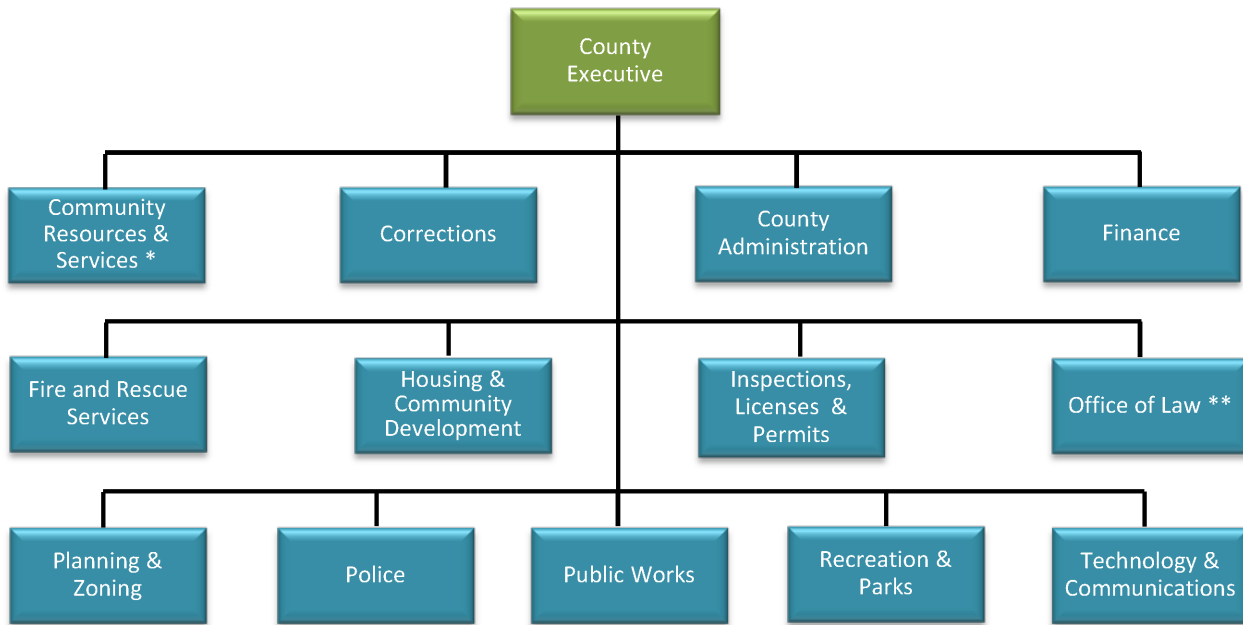 County
Executive
Community
Resources &
Services *
Corrections
County
Administration
Finance
Fire and Rescue
Services
Housing &
Community
Development
Inspections,
Licenses &
Permits
Office of Law **
Planning &
Zoning
Police
Public Works
Recreation &
Parks
Technology &
Communications